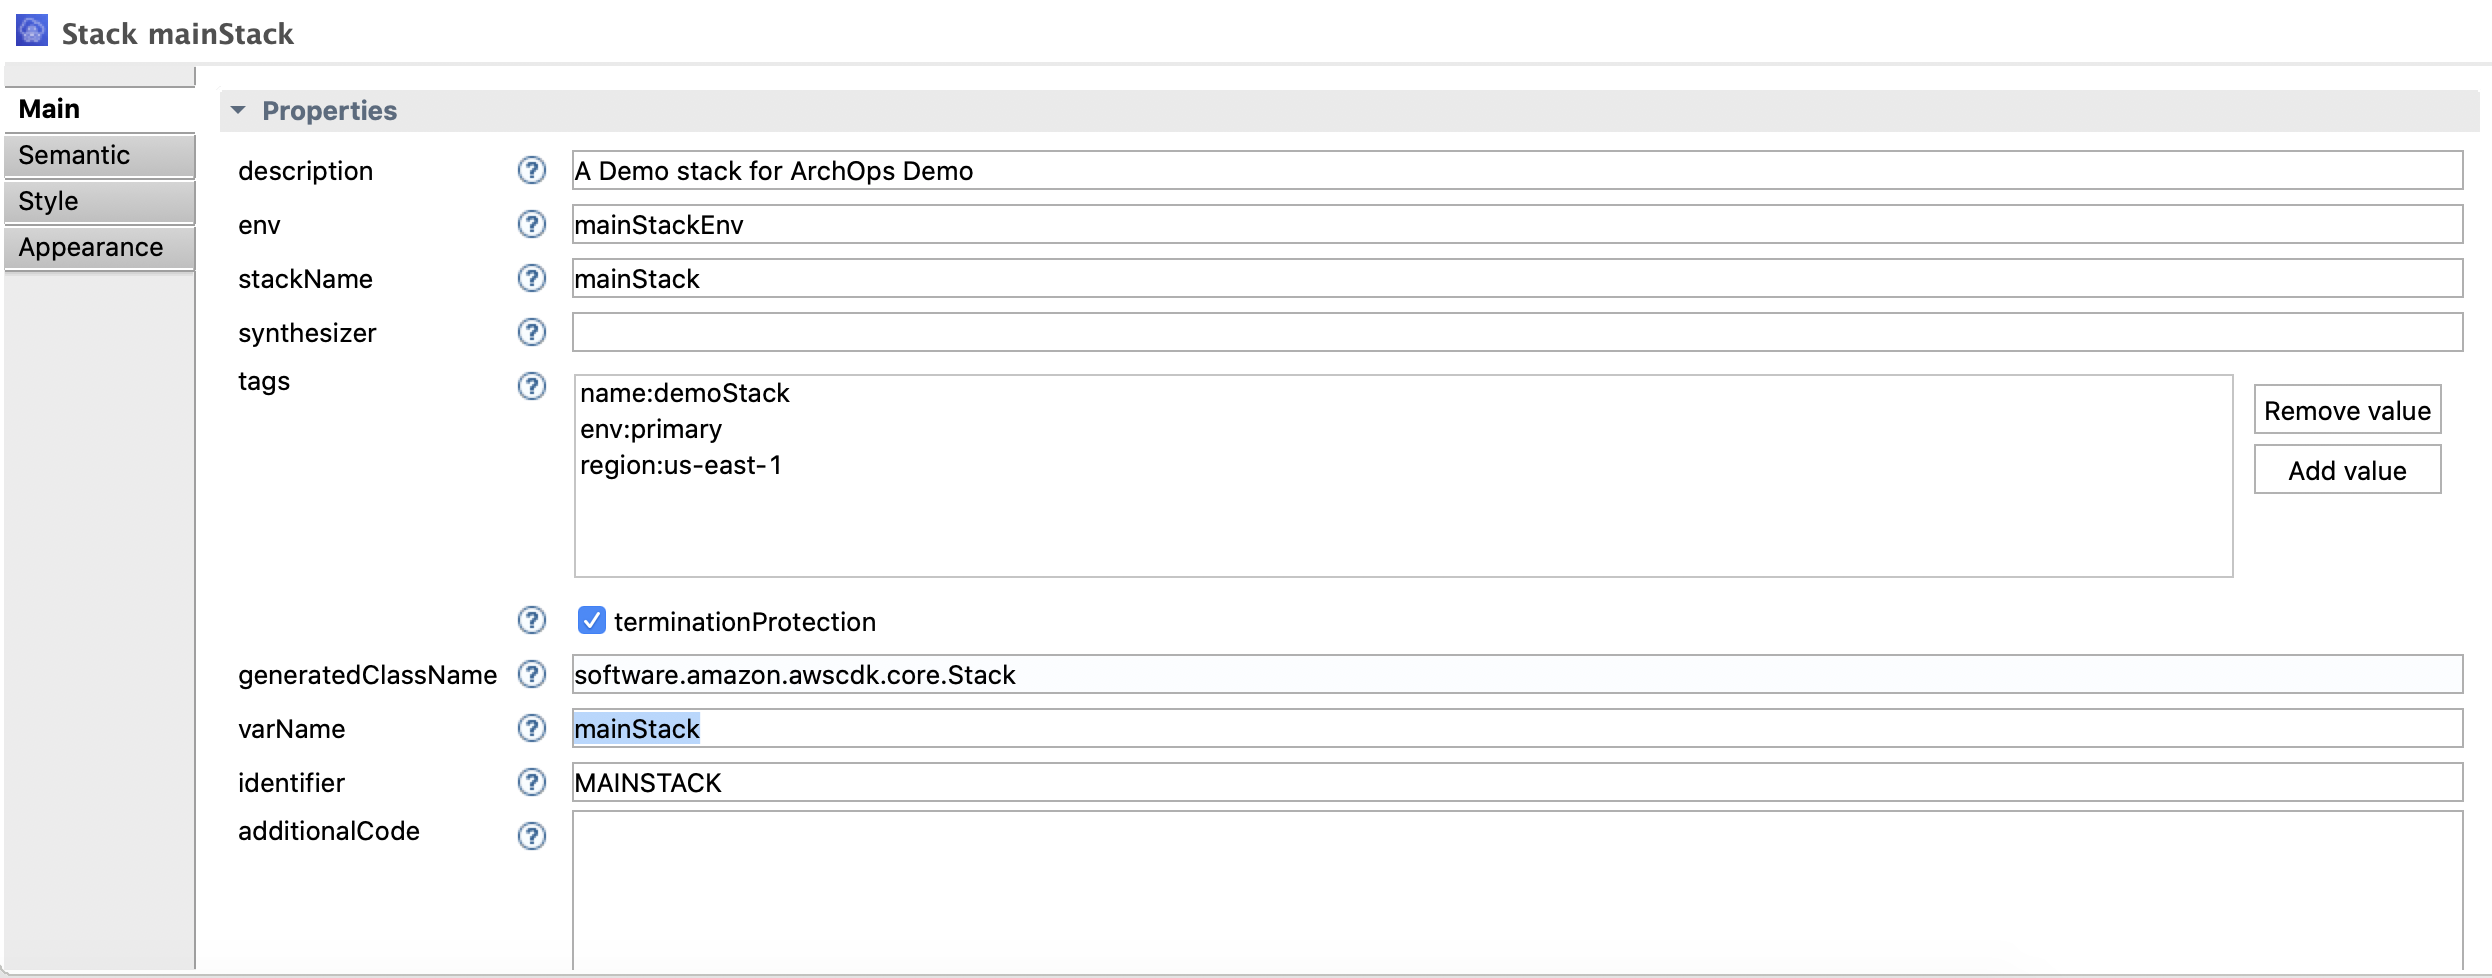 Stack mainStack
Main
Semantic
Style
Appearance
Properties
description ? A Demo stack for ArchOps Demo
env ? mainStackEnv
stackName ? mainStack
synthesizer ?
tags ? name:demoStack
env:primary
region:us-east-1
Remove value
Add value
? terminationProtection
generatedClassName ? software.amazon.awscdk.core.Stack
varName ? mainStack
identifier ? MAINSTACK
additionalCode ?